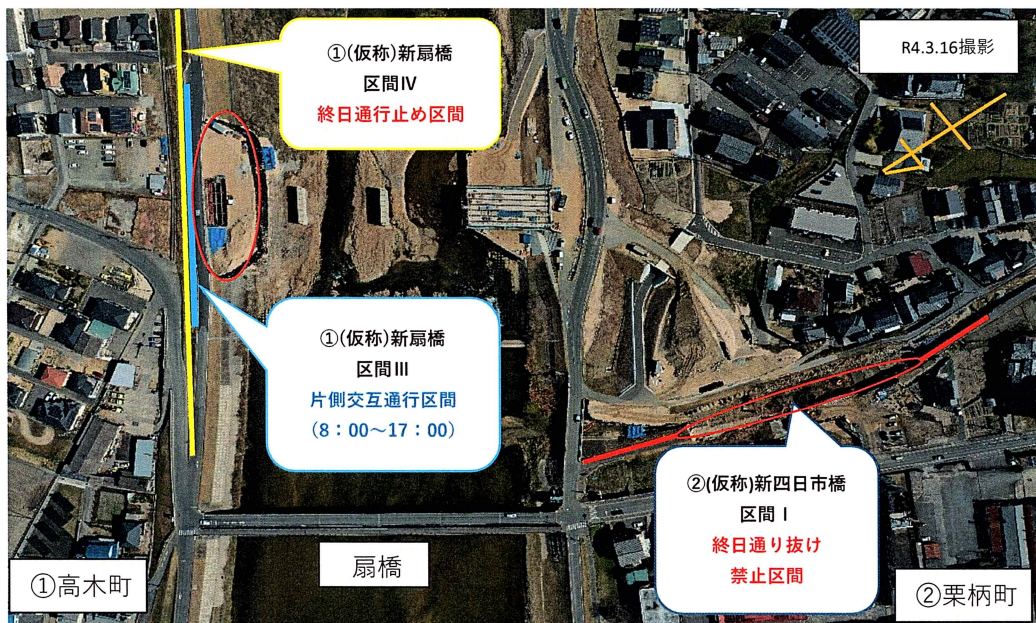 ①(仮称)新扇橋
区間Ⅳ
終日通行止め区間
R4.3.16撮影
①(仮称)新扇橋
区間Ⅲ
片側交互通行区間
（8：00～17：00）
②(仮称)新四日市橋
区間Ⅰ
終日通り抜け
禁止区間
①高木町
扇橋
②栗柄町